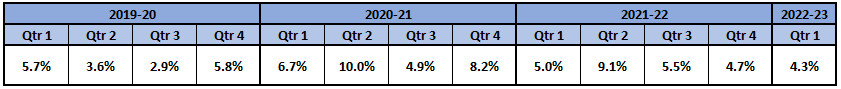 2019-20 2020-21 2021-22 2022-23
Qtr 1 Qtr 2 Qtr 3 Qtr 4 Qtr 1 Qtr 2 Qtr 3 Qtr 4 Qtr 1 Qtr 2 Qtr 3 Qtr 4 Qtr 1
5.7% 3.6% 2.9% 5.8% 6.7% 10.0% 4.9% 8.2% 5.0% 9.1% 5.5% 4.7% 4.3%